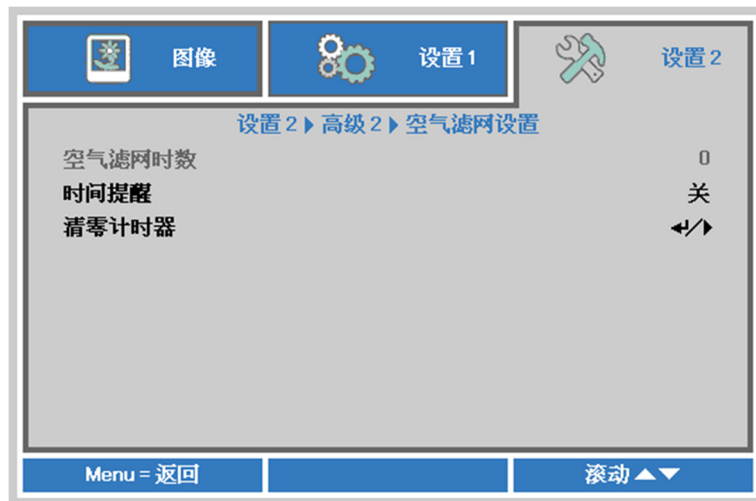 图像 设置1 设置2
设置2▶高级2▶空气滤网设置
空气滤网时数 0
时间提醒 关
清零计时器 ↵/▶
Menu = 返回 滚动▲▼